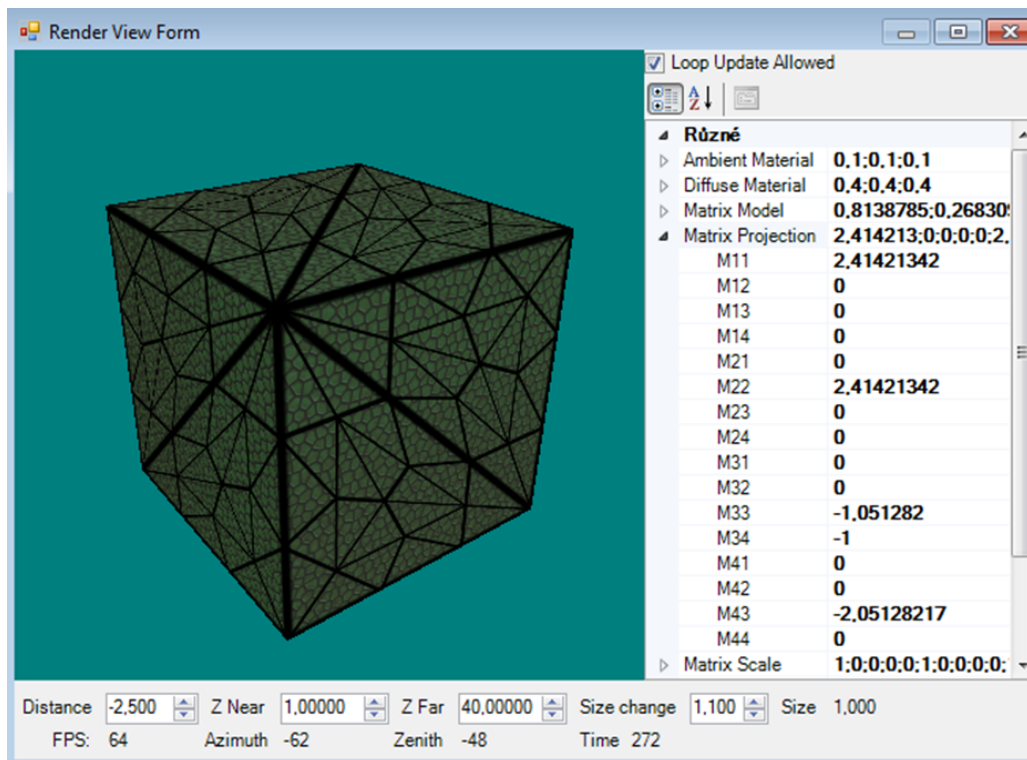 Render View Form
Loop Update Allowed
Různé
Ambient Material 0,1;0,1;0,1
Diffuse Material 0,4;0,4;0,4
Matrix Model 0,8138785;0,26830
Matrix Projection 2,414213;0;0;0;0;2,
M11 2,41421342
M12 0
M13 0
M14 0
M21 0
M22 2,41421342
M23 0
M24 0
M31 0
M32 0
M33 -1,051282
M34 -1
M41 0
M42 0
M43 -2,05128217
M44 0
Matrix Scale 1;0;0;0;0;1;0;0;0;0;
Distance -2,500 Z Near 1,00000 Z Far 40,00000 Size change 1,100 Size 1,000
FPS: 64 Azimuth -62 Zenith -48 Time 272